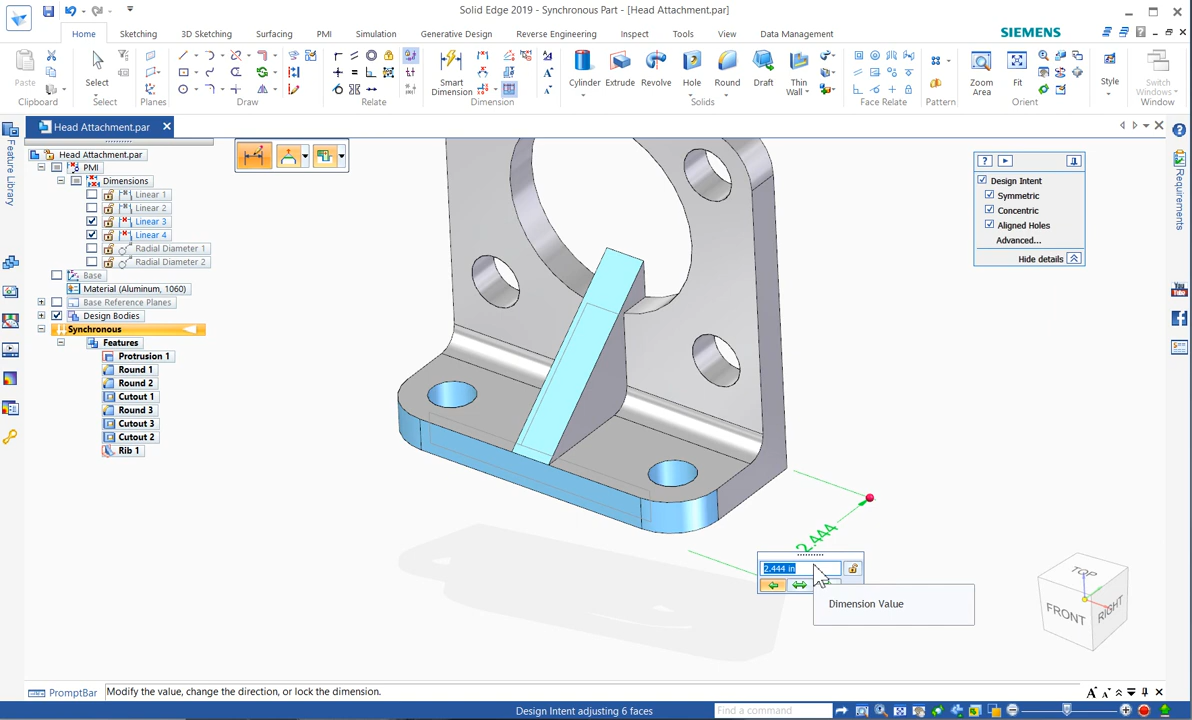 Solid Edge 2019 - Synchronous Part - [Head Attachment.par]
Home
Sketching
3D Sketching
Surfacing
PMI
Simulation
Generative Design
Reverse Engineering
Inspect
Tools
View
Data Management
SIEMENS
Paste
Select
Smart
Dimension
Cylinder
Extrude
Revolve
Hole
Round
Draft
Thin
Wall
Zoom
Area
Fit
Style
Switch
Windows
Clipboard
Select
Planes
Draw
Relate
Dimension
Solids
Face Relate
Pattern
Orient
Style
Window
Head Attachment.par
Feature Library
Requirements
Head Attachment.par
PMI
Dimensions
Linear 1
Linear 2
Linear 3
Linear 4
Radial Diameter 1
Radial Diameter 2
Base
Material (Aluminum, 1060)
Base Reference Planes
Design Bodies
Synchronous
Features
Protrusion 1
Round 1
Round 2
Cutout 1
Round 3
Cutout 3
Cutout 2
Rib 1
Design Intent
Symmetric
Concentric
Aligned Holes
Advanced...
Hide details
2.444
2.444 in
Dimension Value
TOP
FRONT
RIGHT
PromptBar
Modify the value, change the direction, or lock the dimension.
Design Intent adjusting 6 faces
Find a command